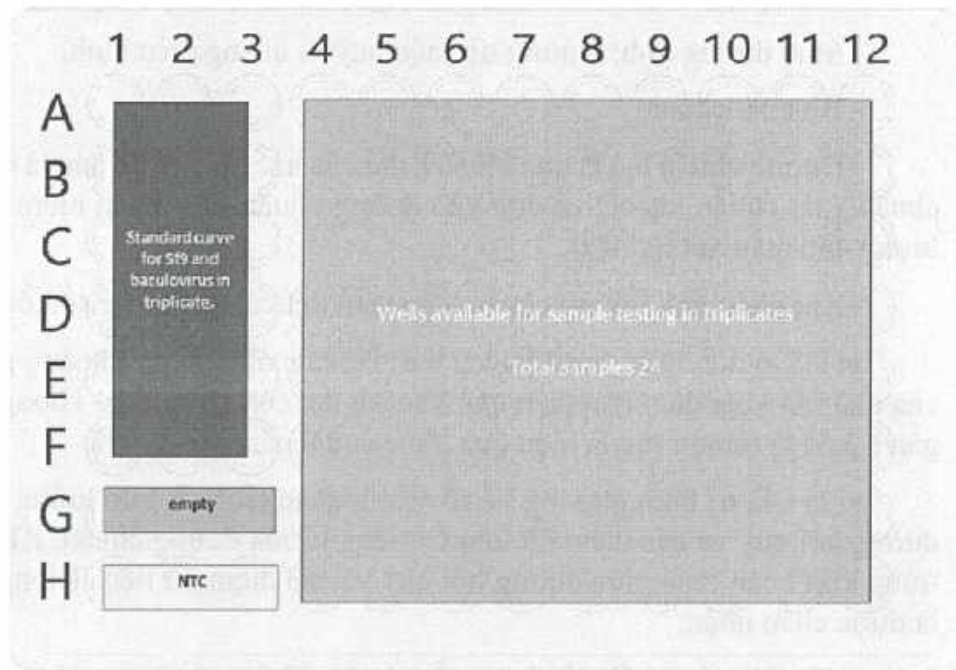 1 2 3 4 5 6 7 8 9 10 11 12
A
B
C
D
E
F
G
H
Standard curve
for Sf9 and
baculovirus in
triplicate.
Wells available for sample testing in triplicates
Total samples 24
empty
NTC